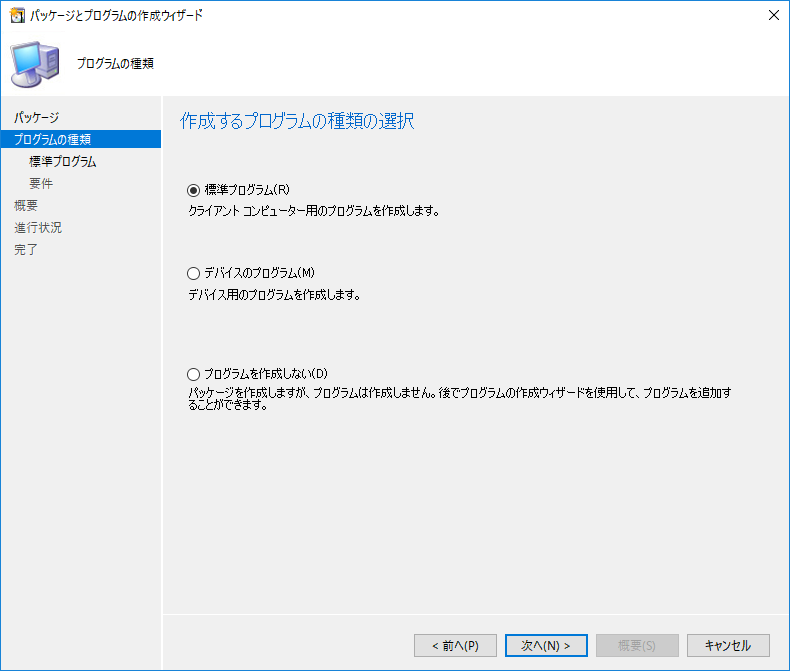 パッケージとプログラムの作成ウィザード
プログラムの種類
パッケージ
プログラムの種類
標準プログラム
要件
概要
進行状況
完了
作成するプログラムの種類の選択
標準プログラム(R)
クライアント コンピューター用のプログラムを作成します。
デバイスのプログラム(M)
デバイス用のプログラムを作成します。
プログラムを作成しない(D)
パッケージを作成しますが、プログラムは作成しません。後でプログラムの作成ウィザードを使用して、プログラムを追加す
ることができます。
< 前へ(P)
次へ(N) >
概要(S)
キャンセル